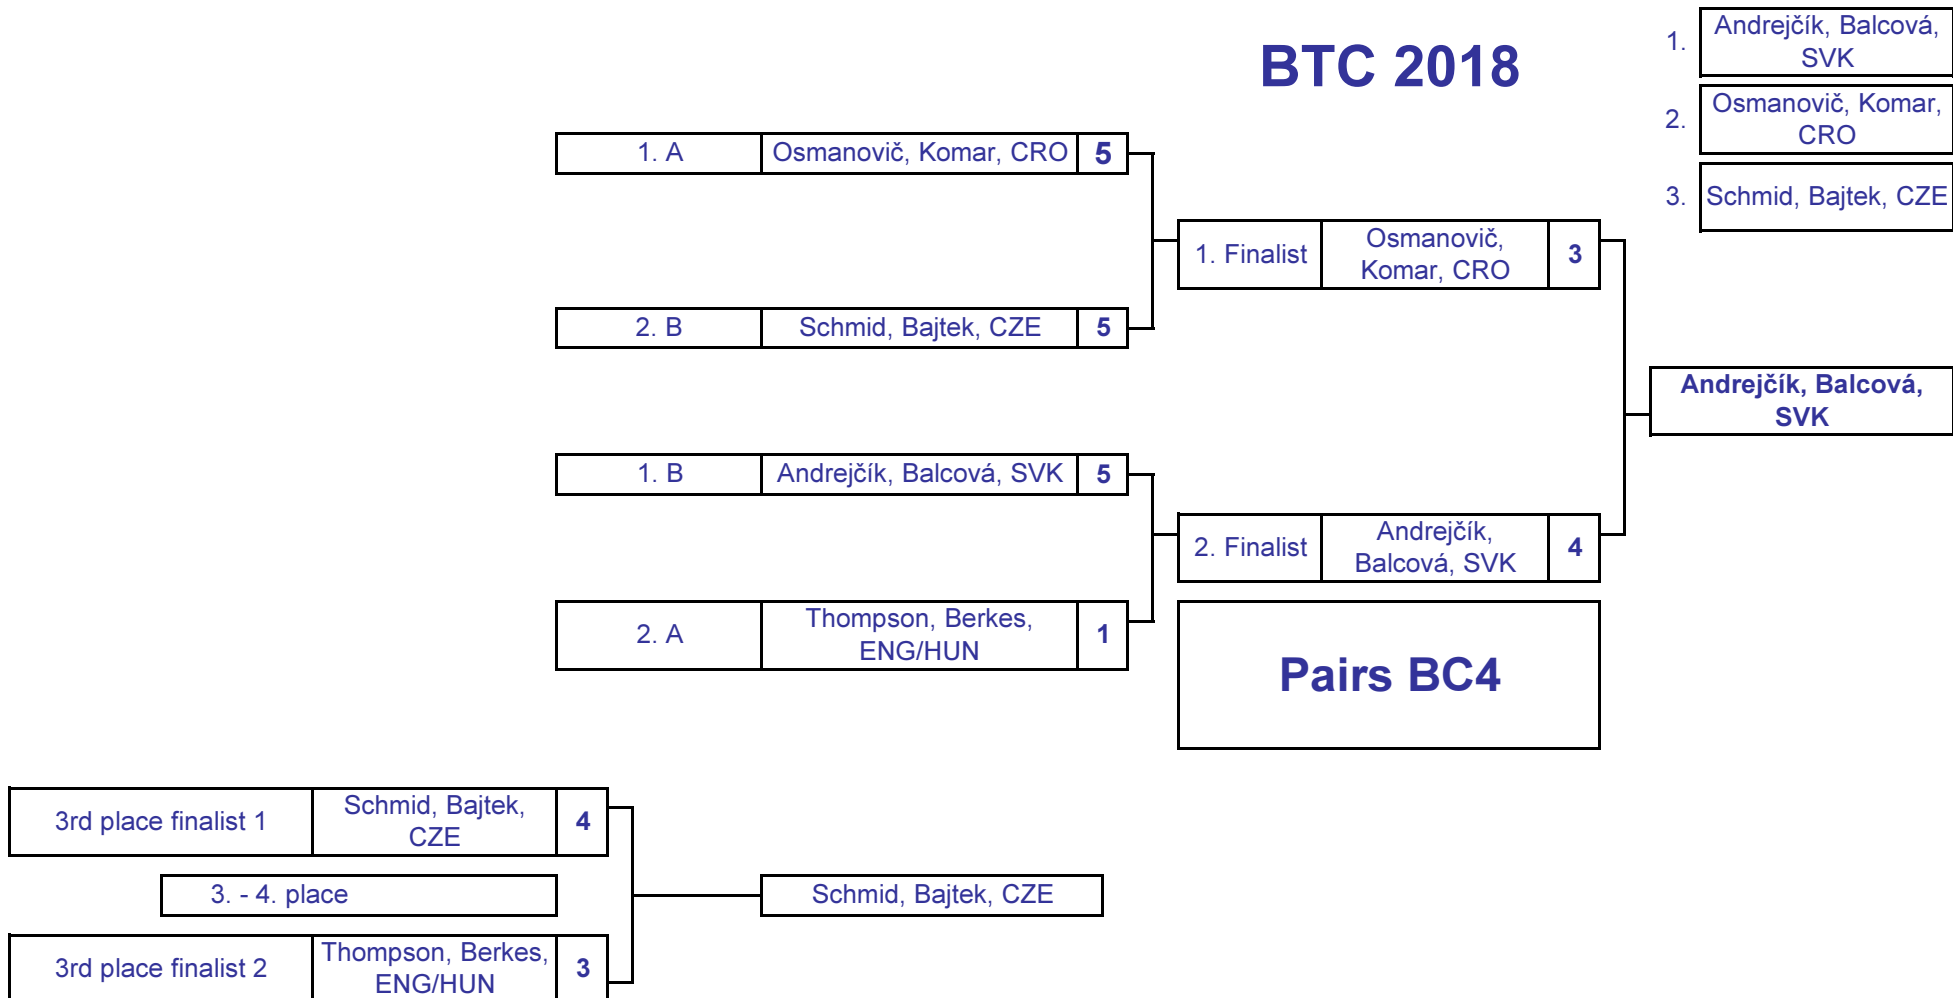 BTC 2018
1.
Andrejčík, Balcová,
SVK
2.
Osmanovič, Komar,
CRO
3.
Schmid, Bajtek, CZE
1. A
Osmanovič, Komar, CRO
5
2. B
Schmid, Bajtek, CZE
5
1. Finalist
Osmanovič,
Komar, CRO
3
1. B
Andrejčík, Balcová, SVK
5
2. A
Thompson, Berkes,
ENG/HUN
1
2. Finalist
Andrejčík,
Balcová, SVK
4
Andrejčík, Balcová,
SVK
Pairs BC4
3rd place finalist 1
Schmid, Bajtek,
CZE
4
3. - 4. place
Schmid, Bajtek, CZE
3rd place finalist 2
Thompson, Berkes,
ENG/HUN
3